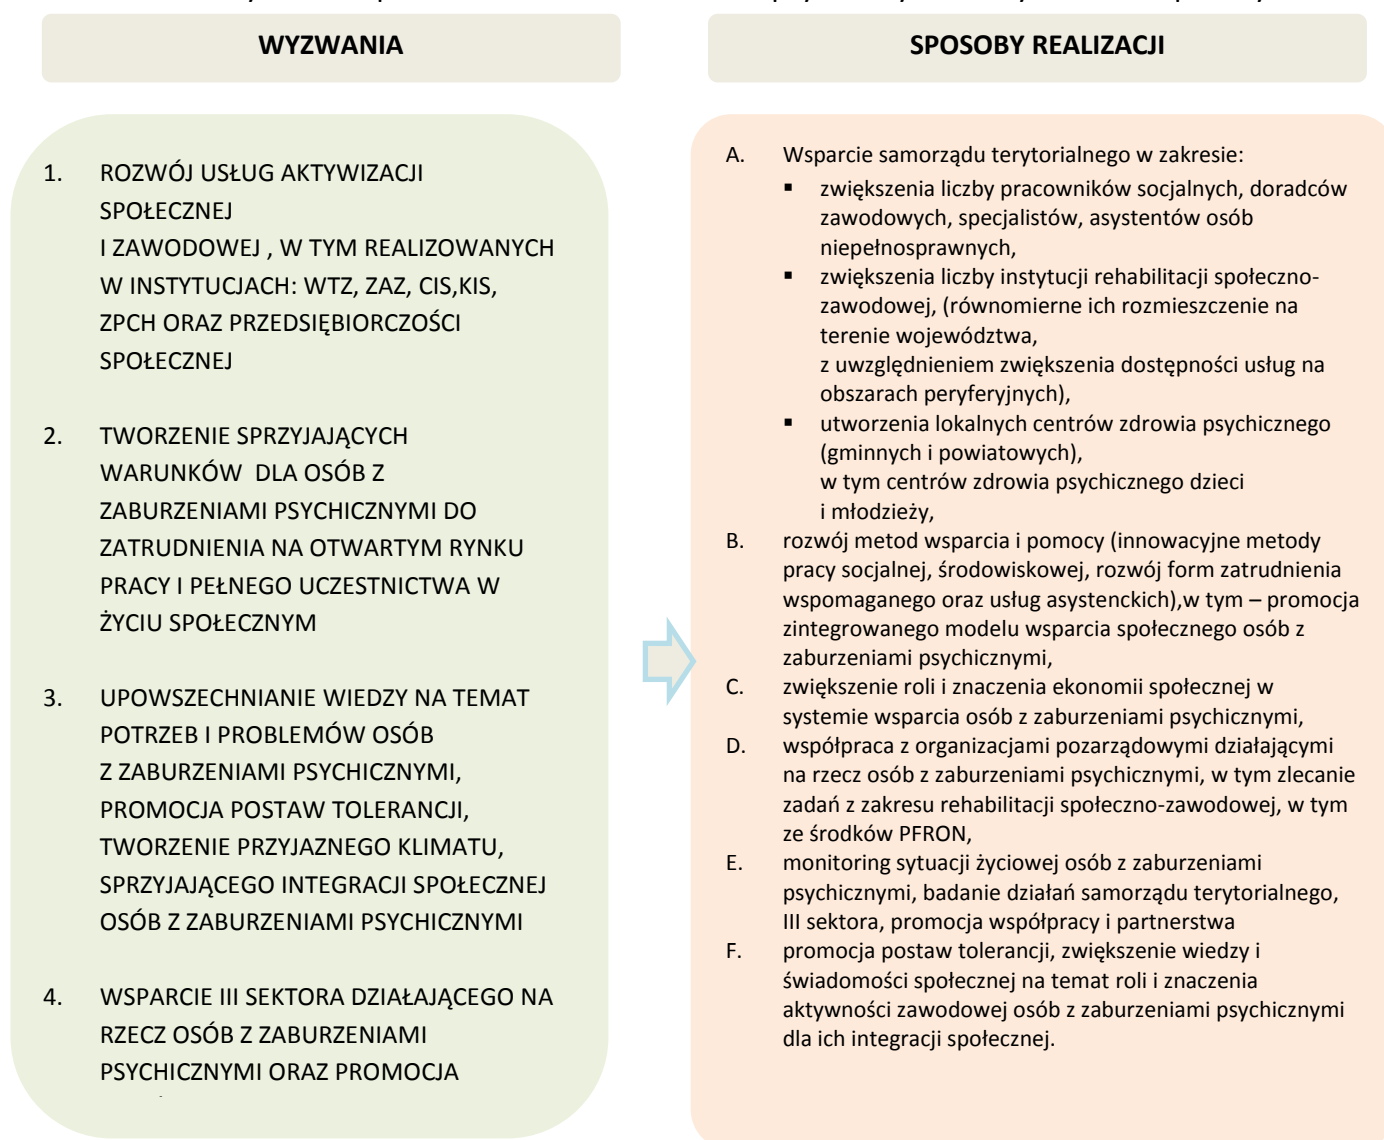 WYZWANIA
1. ROZWÓJ USŁUG AKTYWIZACJI
SPOŁECZNEJ
I ZAWODOWEJ , W TYM REALIZOWANYCH
W INSTYTUCJACH: WTZ, ZAZ, CIS,KIS,
ZPCH ORAZ PRZEDSIĘBIORCZOŚCI
SPOŁECZNEJ
2. TWORZENIE SPRZYJAJĄCYCH
WARUNKÓW DLA OSÓB Z
ZABURZENIAMI PSYCHICZNYMI DO
ZATRUDNIENIA NA OTWARTYM RYNKU
PRACY I PEŁNEGO UCZESTNICTWA W
ŻYCIU SPOŁECZNYM
3. UPOWSZECHNIANIE WIEDZY NA TEMAT
POTRZEB I PROBLEMÓW OSÓB
Z ZABURZENIAMI PSYCHICZNYMI,
PROMOCJA POSTAW TOLERANCJI,
TWORZENIE PRZYJAZNEGO KLIMATU,
SPRZYJAJĄCEGO INTEGRACJI SPOŁECZNEJ
OSÓB Z ZABURZENIAMI PSYCHICZNYMI
4. WSPARCIE III SEKTORA DZIAŁAJĄCEGO NA
RZECZ OSÓB Z ZABURZENIAMI
PSYCHICZNYMI ORAZ PROMOCJA
SPOSOBY REALIZACJI
A. Wsparcie samorządu terytorialnego w zakresie:
▪ zwiększenia liczby pracowników socjalnych, doradców
zawodowych, specjalistów, asystentów osób
niepełnosprawnych,
▪ zwiększenia liczby instytucji rehabilitacji społeczno-
zawodowej, (równomierne ich rozmieszczenie na
terenie województwa,
z uwzględnieniem zwiększenia dostępności usług na
obszarach peryferyjnych),
▪ utworzenia lokalnych centrów zdrowia psychicznego
(gminnych i powiatowych),
w tym centrów zdrowia psychicznego dzieci
i młodzieży,
B. rozwój metod wsparcia i pomocy (innowacyjne metody
pracy socjalnej, środowiskowej, rozwój form zatrudnienia
wspomaganego oraz usług asystenckich),w tym – promocja
zintegrowanego modelu wsparcia społecznego osób z
zaburzeniami psychicznymi,
C. zwiększenie roli i znaczenia ekonomii społecznej w
systemie wsparcia osób z zaburzeniami psychicznymi,
D. współpraca z organizacjami pozarządowymi działającymi
na rzecz osób z zaburzeniami psychicznymi, w tym zlecanie
zadań z zakresu rehabilitacji społeczno-zawodowej, w tym
ze środków PFRON,
E. monitoring sytuacji życiowej osób z zaburzeniami
psychicznymi, badanie działań samorządu terytorialnego,
III sektora, promocja współpracy i partnerstwa
F. promocja postaw tolerancji, zwiększenie wiedzy i
świadomości społecznej na temat roli i znaczenia
aktywności zawodowej osób z zaburzeniami psychicznymi
dla ich integracji społecznej.